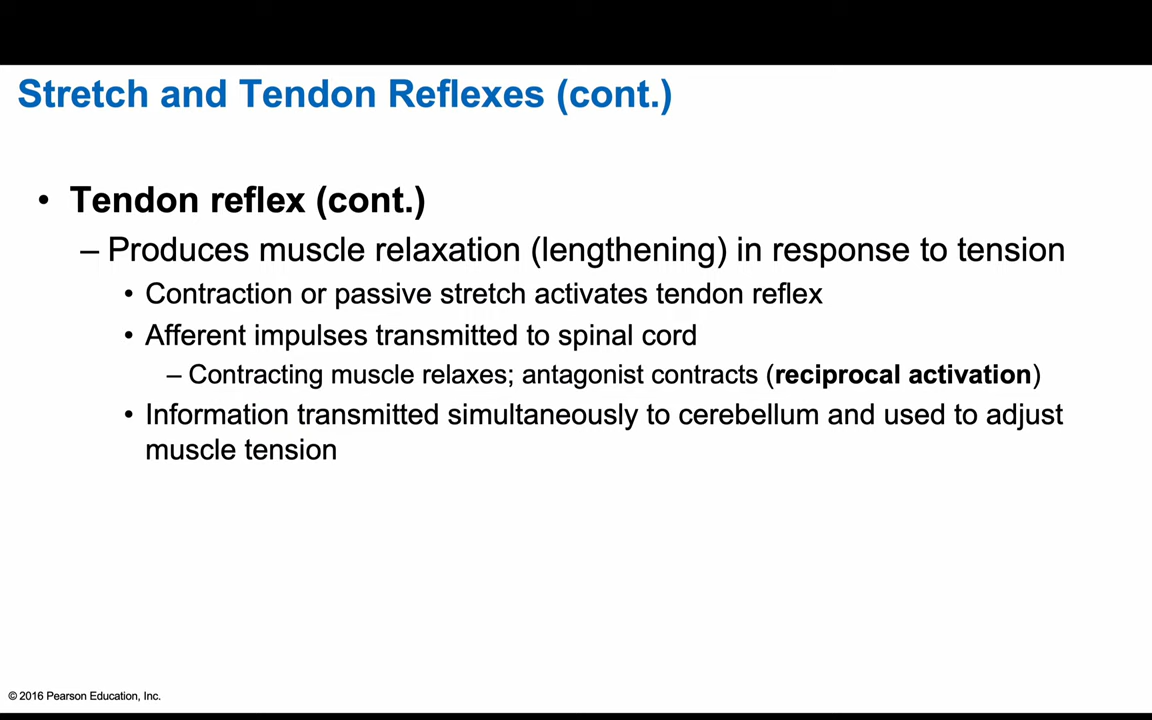 Stretch and Tendon Reflexes (cont.)
• Tendon reflex (cont.)
– Produces muscle relaxation (lengthening) in response to tension
• Contraction or passive stretch activates tendon reflex
• Afferent impulses transmitted to spinal cord
– Contracting muscle relaxes; antagonist contracts (reciprocal activation)
• Information transmitted simultaneously to cerebellum and used to adjust
muscle tension
© 2016 Pearson Education, Inc.